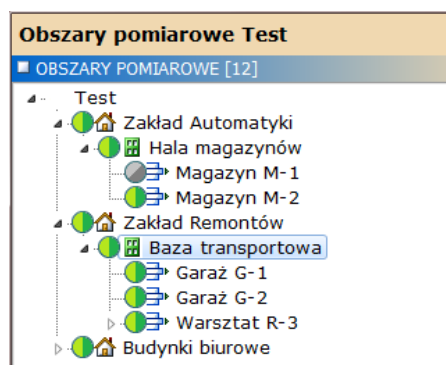 Obszary pomiarowe Test
OBSZARY POMIAROWE [12]
Test
Zakład Automatyki
Hala magazynów
Magazyn M-1
Magazyn M-2
Zakład Remontów
Baza transportowa
Garaż G-1
Garaż G-2
Warsztat R-3
Budynki biurowe